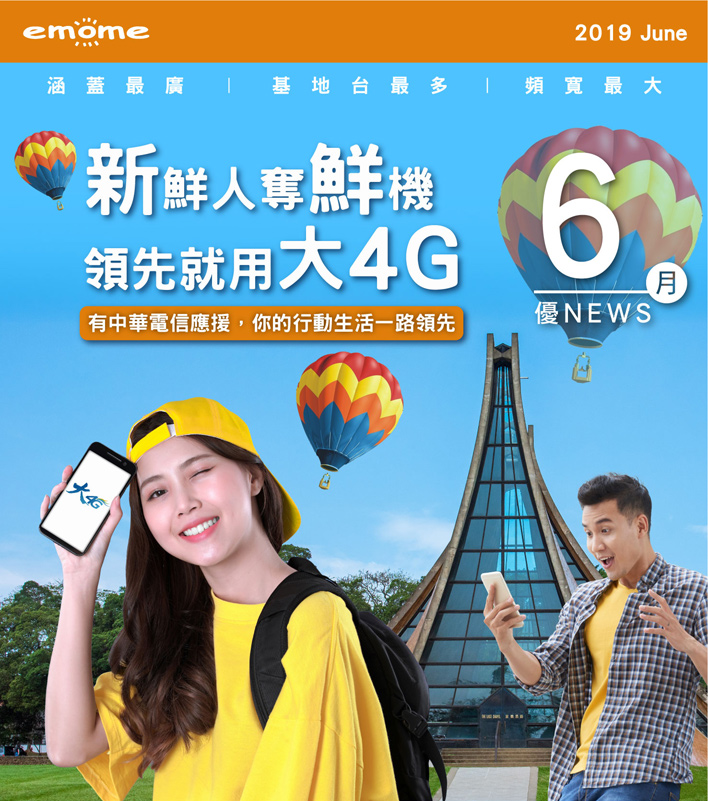 emome
2019 June
涵蓋最廣 | 基地台最多 | 頻寬最大
新鮮人奪鮮機
領先就用大4G
有中華電信應援，你的行動生活一路領先
6
月
優NEWS
大4G